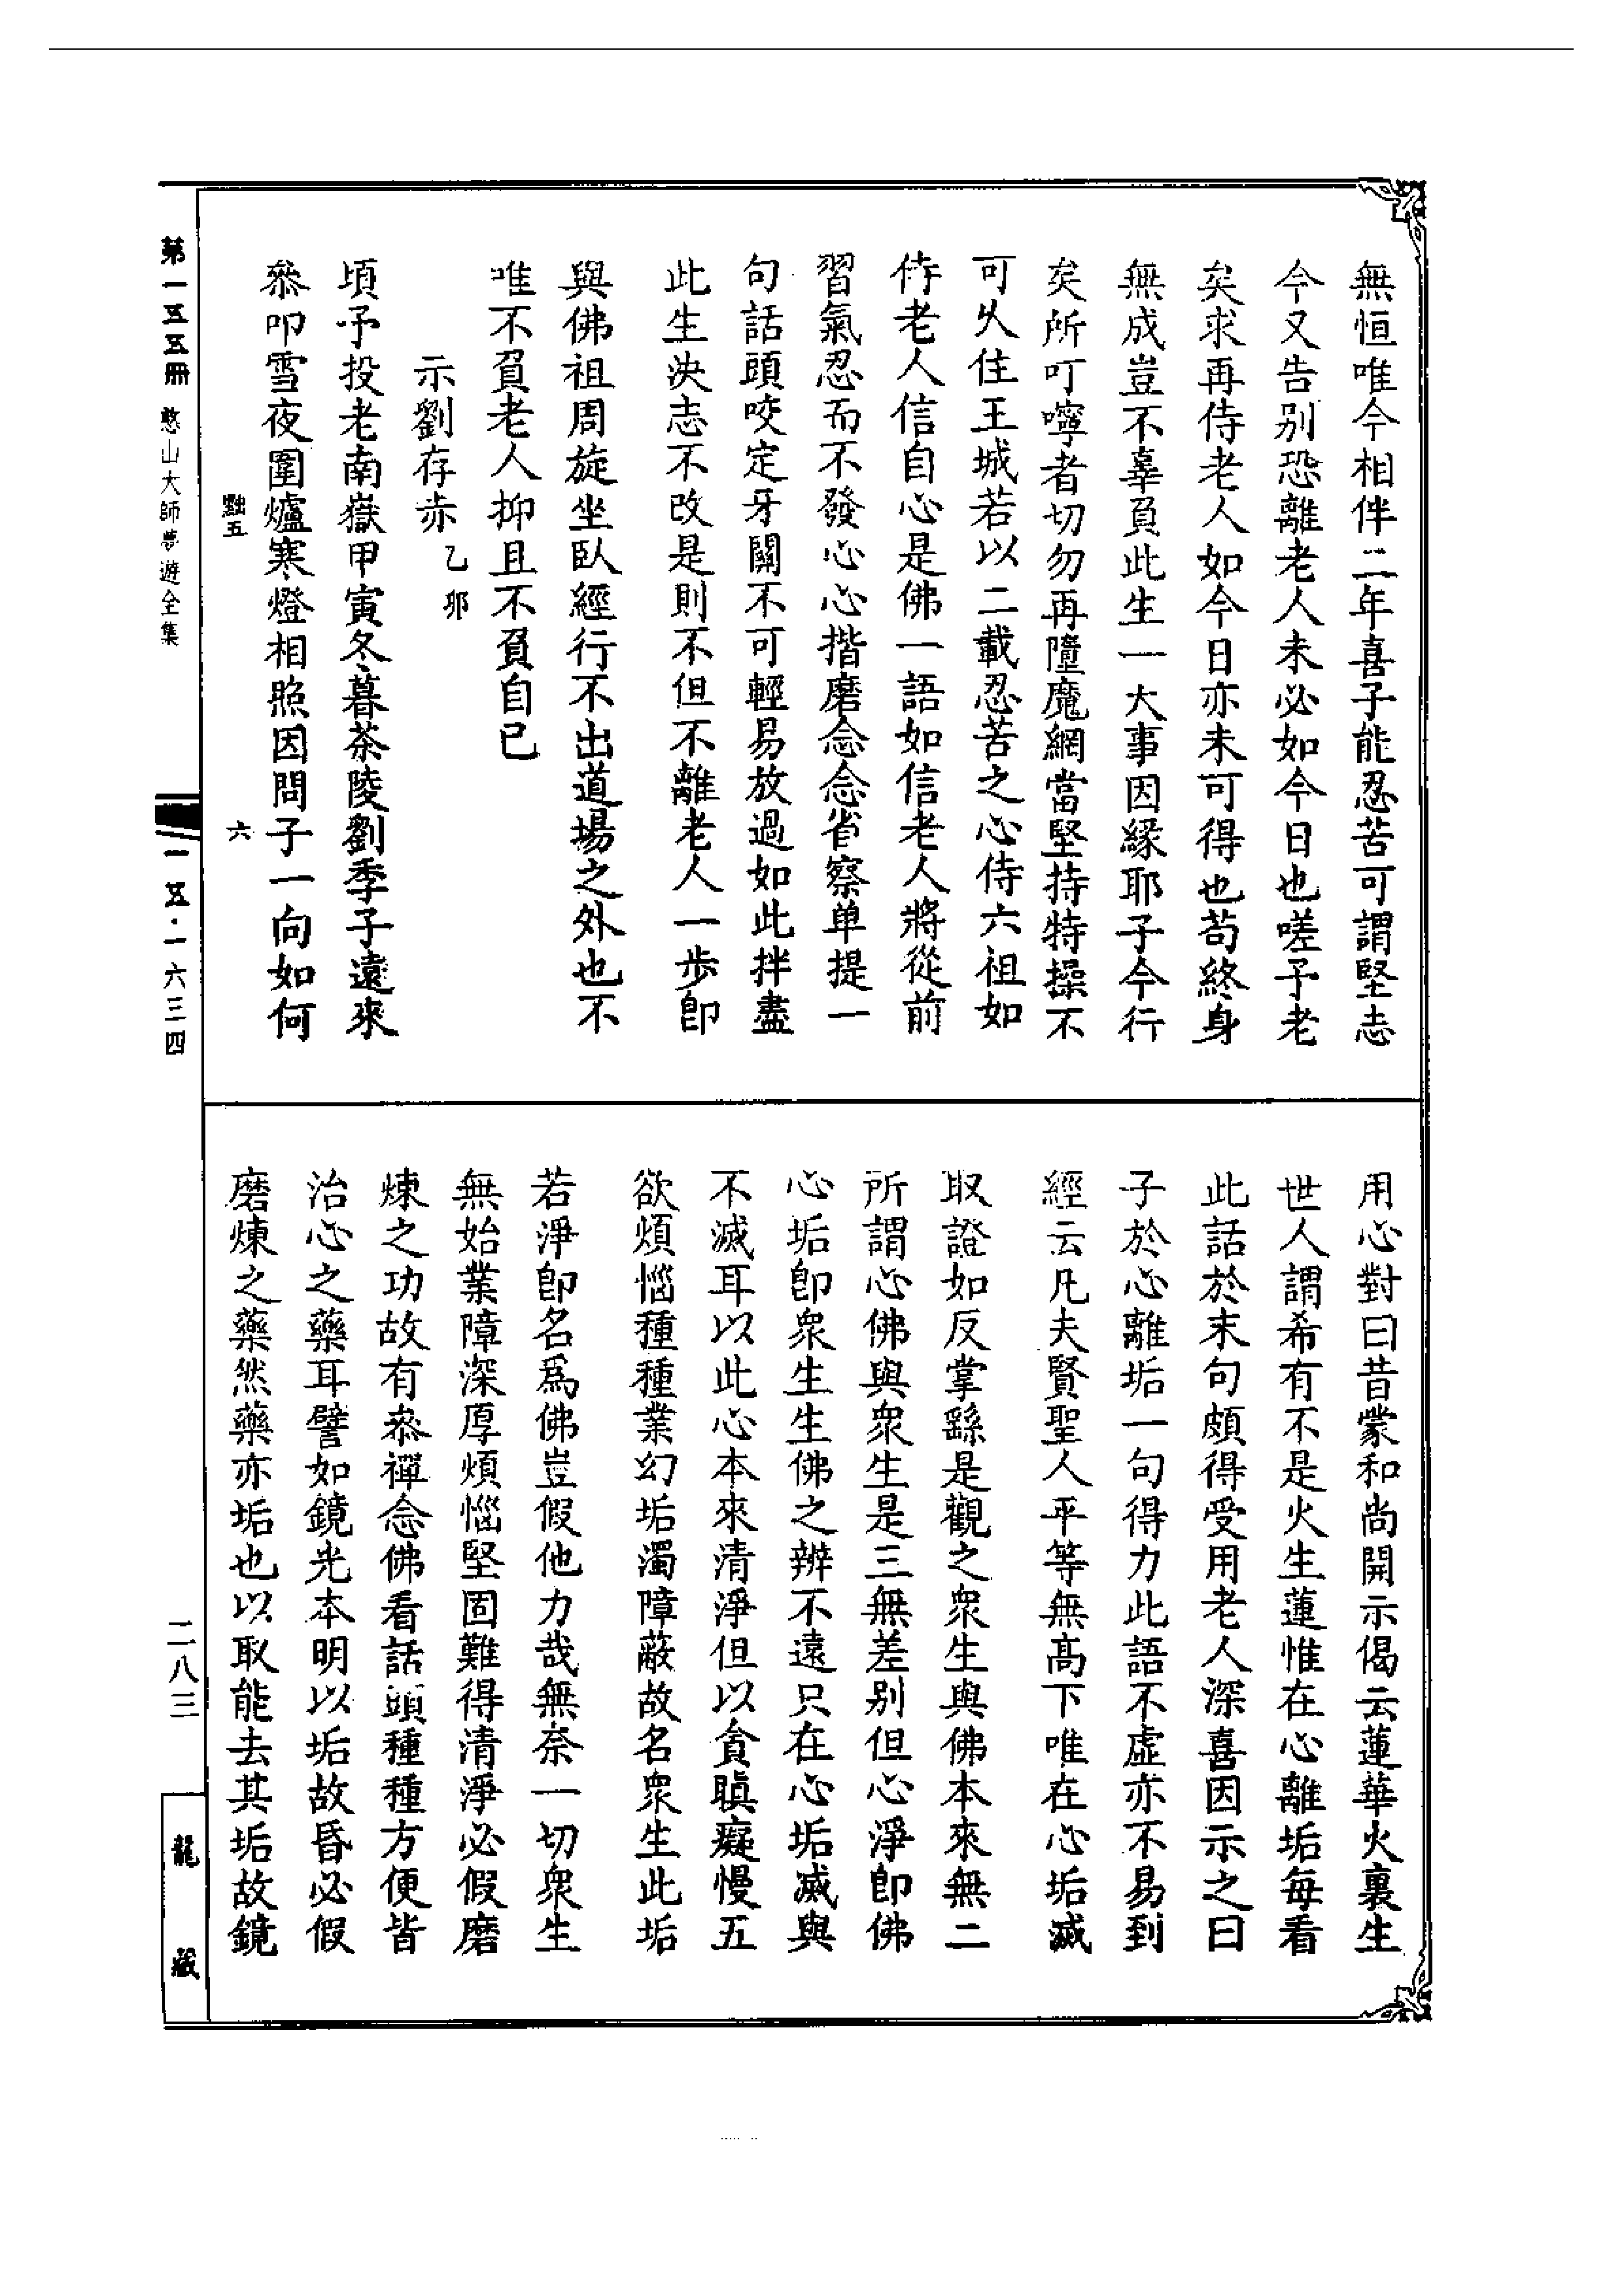 無恒唯今相伴二年喜子能忍苦可謂堅志
今又告别恐離老人未必如今日也嗟予老
矣求再侍老人如今日亦未可得也苟終身
無成豈不辜負此生一大事因緣耶子今行
矣所叮嚀者切勿再墮魔網當堅持特操不
可久住王城若以二載忍苦之心侍六祖如
侍老人信自心是佛一語如信老人將從前
習氣忍而不發心心揩磨念念省察单提一
句話頭咬定牙關不可輕易放過如此拌盡
此生決志不改是則不但不離老人一步卽
與佛祖周旋坐臥經行不出道場之外也不
唯不負老人抑且不負自已
示劉存赤 乙卯
頃予投老南嶽甲寅冬暮茶陵劉季子遠來
叅叩雪夜圍爐寒燈相照因問子一向如何
用心對曰昔蒙和尚開示偈云蓮華火裏生
世人謂希有不是火生蓮惟在心離垢每看
此話於末句頗得受用老人深喜因示之曰
子於心離垢一句得力此語不虛亦不易到
經云凡夫賢聖人平等無高下唯在心垢滅
取證如反掌繇是觀之衆生與佛本來無二
所謂心佛與衆生是三無差别但心淨卽佛
心垢卽衆生生佛之辨不遠只在心垢滅與
不滅耳以此心本來清淨但以貪瞋癡慢五
欲煩惱種種業幻垢濁障蔽故名衆生此垢
若淨卽名爲佛豈假他力哉無奈一切衆生
無始業障深厚煩惱堅固難得清淨必假磨
煉之功故有叅禪念佛看話頭種種方便皆
治心之藥耳譬如鏡光本明以垢故昏必假
磨煉之藥然藥亦垢也以取能去其垢故鏡
黜五 六
第一五五册 憨山大師夢遊全集
一五·一六三四
二八三
龍藏